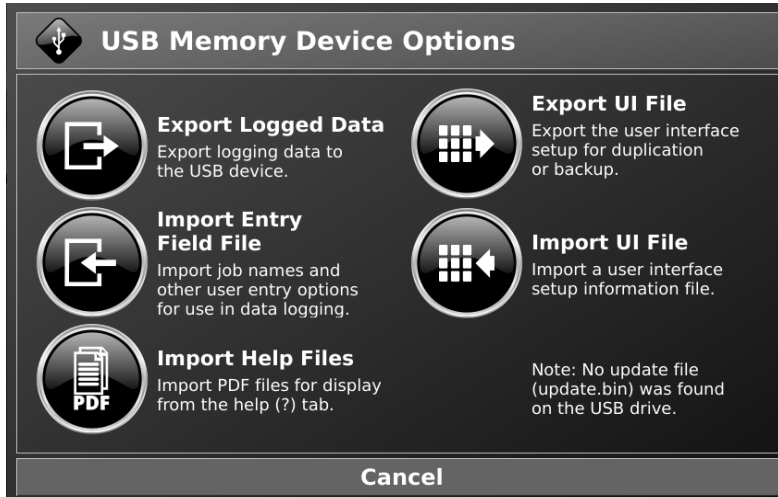 USB Memory Device Options
Export Logged Data
Export logging data to
the USB device.
Import Entry
Field File
Import job names and
other user entry options
for use in data logging.
PDF
Import Help Files
Import PDF files for display
from the help (?) tab.
Export UI File
Export the user interface
setup for duplication
or backup.
Import UI File
Import a user interface
setup information file.
Note: No update file
(update.bin) was found
on the USB drive.
Cancel